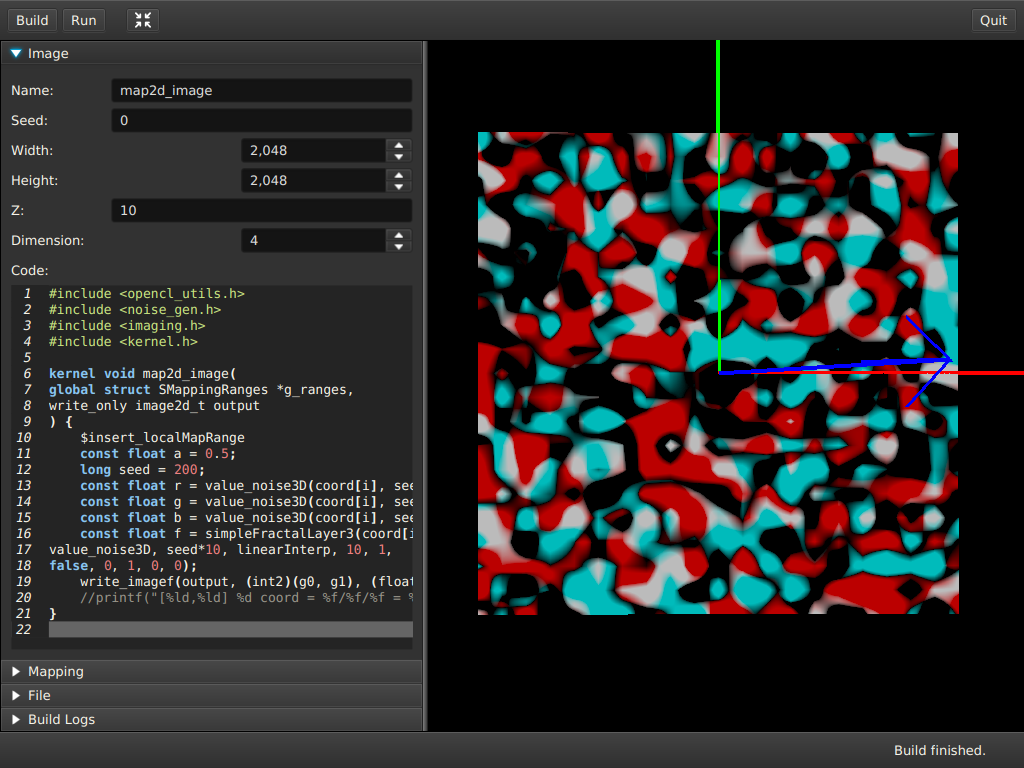 Build Run Quit
Image
Name: map2d_image
Seed: 0
Width: 2,048
Height: 2,048
Z: 10
Dimension: 4
Code:
1 #include <opencl_utils.h>
2 #include <noise_gen.h>
3 #include <imaging.h>
4 #include <kernel.h>
5
6 kernel void map2d_image(
7 global struct SMappingRanges *g_ranges,
8 write_only image2d_t output
9 ) {
10     $insert_localMapRange
11     const float a = 0.5;
12     long seed = 200;
13     const float r = value_noise3D(coord[i], see
14     const float g = value_noise3D(coord[i], see
15     const float b = value_noise3D(coord[i], see
16     const float f = simpleFractalLayer3(coord[i
17 value_noise3D, seed*10, linearInterp, 10, 1,
18 false, 0, 1, 0, 0);
19     write_imagef(output, (int2)(g0, g1), (float
20     //printf("[%ld,%ld] %d coord = %f/%f/%f = %
21 }
22
Mapping
File
Build Logs
Build finished.